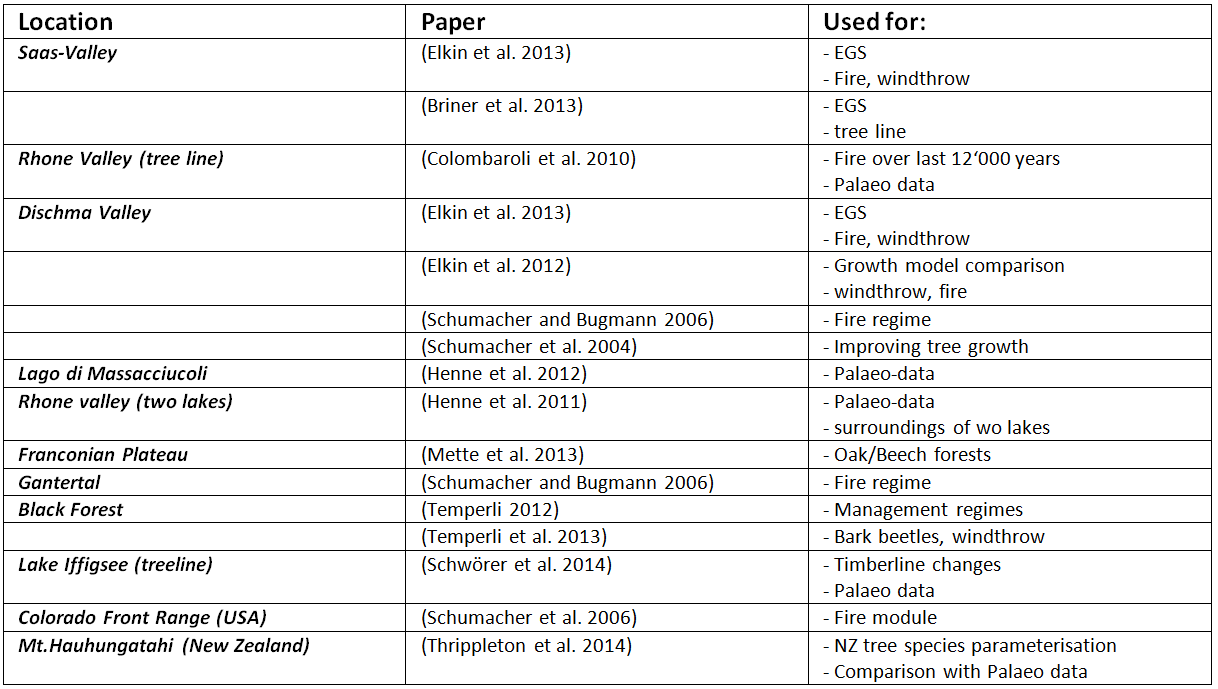 Location Paper Used for:
Saas-Valley (Elkin et al. 2013) - EGS
- Fire, windthrow
(Briner et al. 2013) - EGS
- tree line
Rhone Valley (tree line) (Colombaroli et al. 2010) - Fire over last 12‘000 years
- Palaeo data
Dischma Valley (Elkin et al. 2013) - EGS
- Fire, windthrow
(Elkin et al. 2012) - Growth model comparison
- windthrow, fire
(Schumacher and Bugmann 2006) - Fire regime
(Schumacher et al. 2004) - Improving tree growth
Lago di Massacciucoli (Henne et al. 2012) - Palaeo-data
Rhone valley (two lakes) (Henne et al. 2011) - Palaeo-data
- surroundings of wo lakes
Franconian Plateau (Mette et al. 2013) - Oak/Beech forests
Gantertal (Schumacher and Bugmann 2006) - Fire regime
Black Forest (Temperli 2012) - Management regimes
(Temperli et al. 2013) - Bark beetles, windthrow
Lake Iffigsee (treeline) (Schwörer et al. 2014) - Timberline changes
- Palaeo data
Colorado Front Range (USA) (Schumacher et al. 2006) - Fire module
Mt.Hauhungatahi (New Zealand) (Thrippleton et al. 2014) - NZ tree species parameterisation
- Comparison with Palaeo data